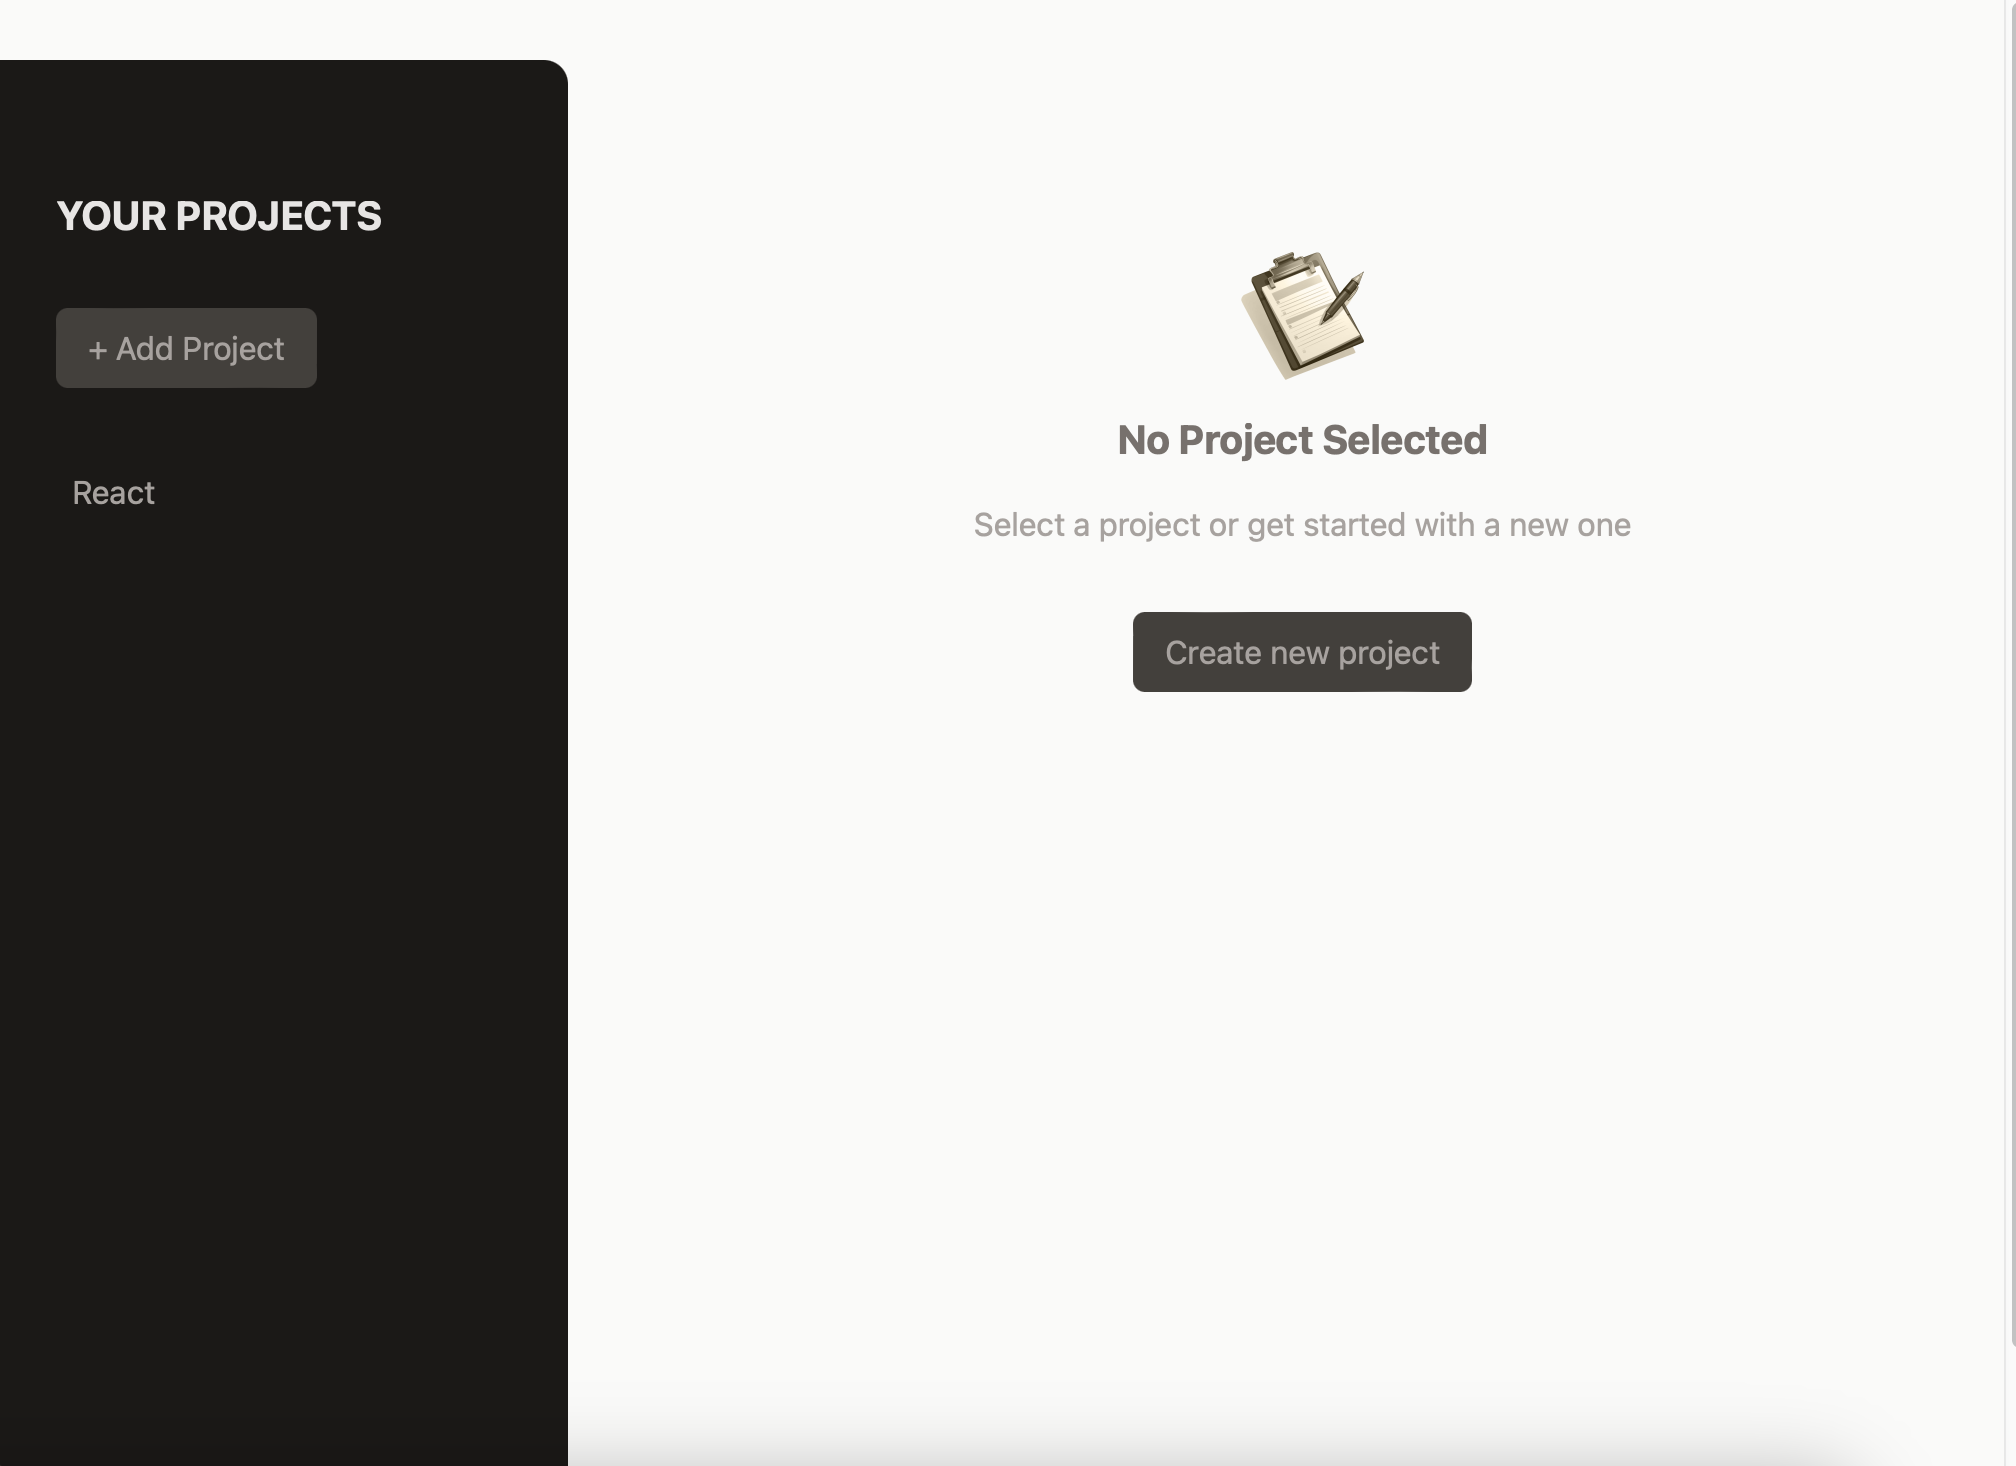 YOUR PROJECTS
+ Add Project
React
No Project Selected
Select a project or get started with a new one
Create new project